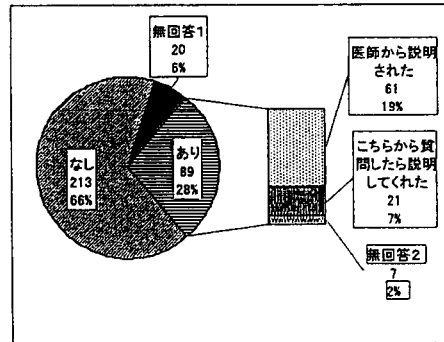 無回答1
20
6%
なし
213
66%
あり
89
28%
医師から説明
された
61
19%
こちらから質
問したら説明
してくれた
21
7%
無回答2
7
2%